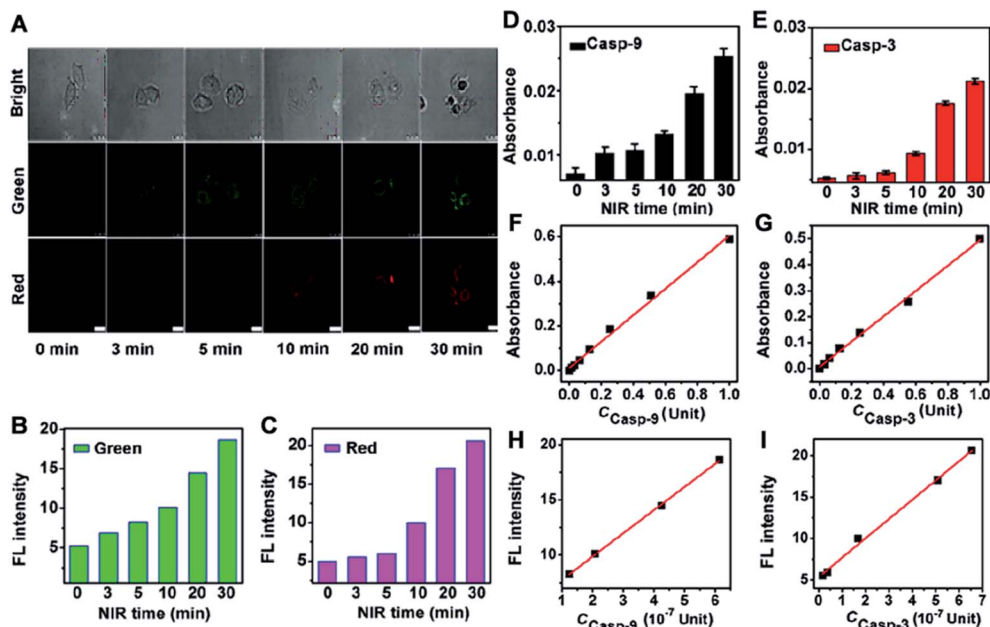 A
Bright
Green
Red
0 min 3 min 5 min 10 min 20 min 30 min
B
Green
FL intensity
20
15
10
5
0 3 5 10 20 30
NIR time (min)
C
Red
FL intensity
20
15
10
5
0 3 5 10 20 30
NIR time (min)
D
Casp-9
Absorbance
0.03
0.02
0.01
0 3 5 10 20 30
NIR time (min)
E
Casp-3
Absorbance
0.03
0.02
0.01
0 3 5 10 20 30
NIR time (min)
F
Absorbance
0.6
0.4
0.2
0.0
0.0 0.2 0.4 0.6 0.8 1.0
C Casp-9 (Unit)
G
Absorbance
0.5
0.4
0.3
0.2
0.1
0.0
0.0 0.2 0.4 0.6 0.8 1.0
C Casp-3 (Unit)
H
FL intensity
20
15
10
1 2 3 4 5 6
C Casp-9 (10⁻⁷ Unit)
I
FL intensity
20
15
10
5
0 1 2 3 4 5 6 7
C Casp-3 (10⁻⁷ Unit)